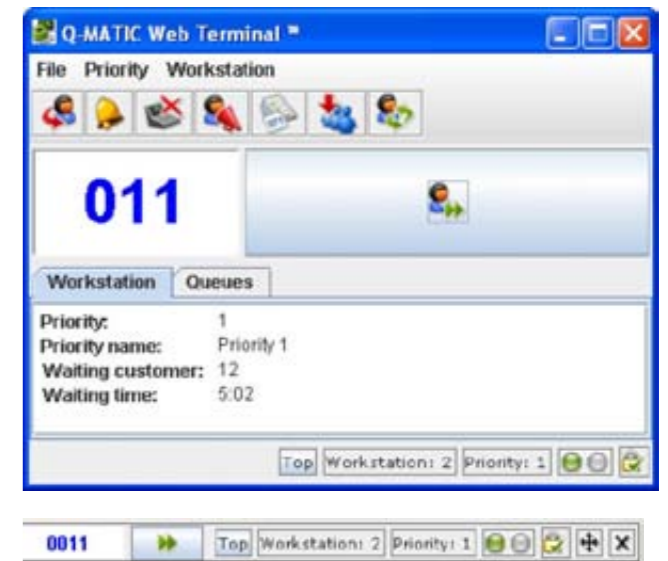 Q-MATIC Web Terminal ™
File Priority Workstation
011
Workstation Queues
Priority: 1
Priority name: Priority 1
Waiting customer: 12
Waiting time: 5:02
Top Workstation: 2 Priority: 1
0011 Top Workstation: 2 Priority: 1